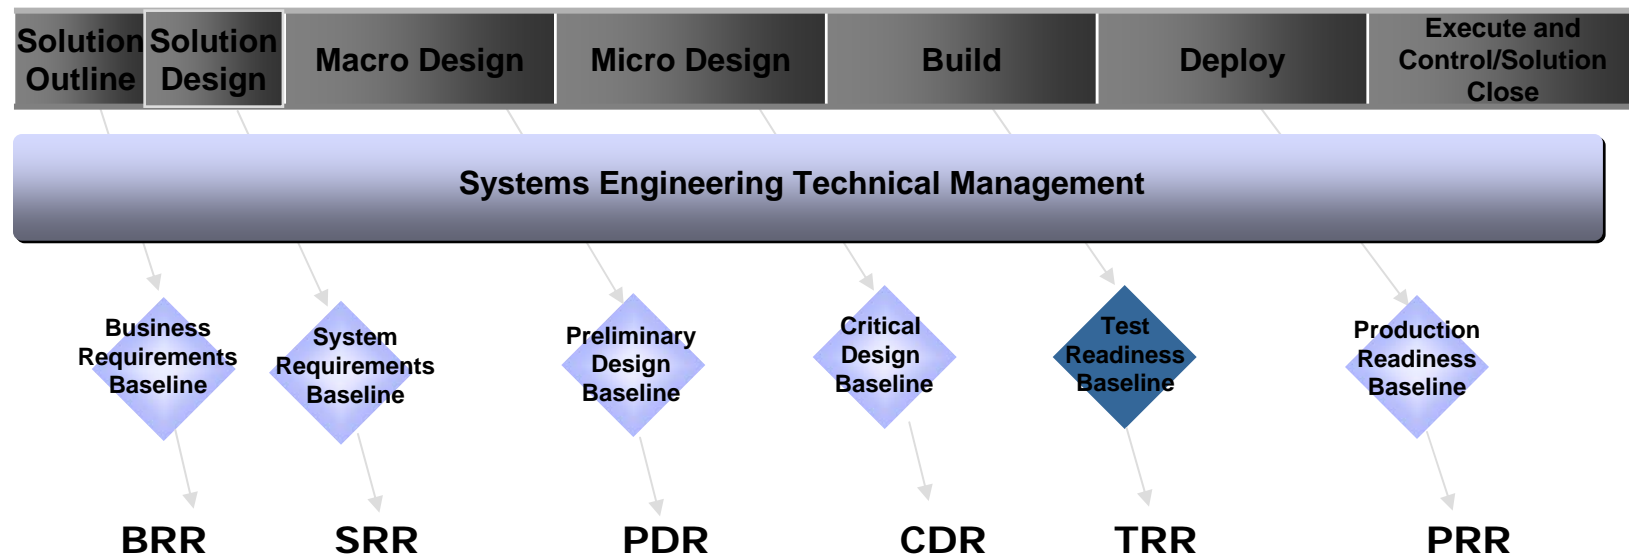 Solution
Outline
Solution
Design
Macro Design
Micro Design
Build
Deploy
Execute and
Control/Solution
Close
Systems Engineering Technical Management
Business
Requirements
Baseline
System
Requirements
Baseline
Preliminary
Design
Baseline
Critical
Design
Baseline
Test
Readiness
Baseline
Production
Readiness
Baseline
BRR
SRR
PDR
CDR
TRR
PRR